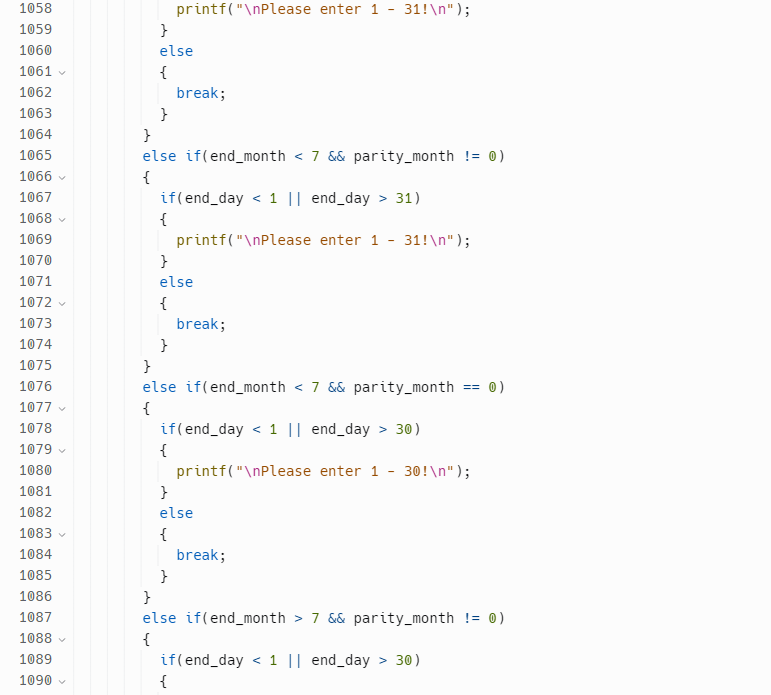 1058 printf("\nPlease enter 1 - 31!\n");
1059 }
1060 else
1061 {
1062 break;
1063 }
1064 }
1065 else if(end_month < 7 && parity_month != 0)
1066 {
1067 if(end_day < 1 || end_day > 31)
1068 {
1069 printf("\nPlease enter 1 - 31!\n");
1070 }
1071 else
1072 {
1073 break;
1074 }
1075 }
1076 else if(end_month < 7 && parity_month == 0)
1077 {
1078 if(end_day < 1 || end_day > 30)
1079 {
1080 printf("\nPlease enter 1 - 30!\n");
1081 }
1082 else
1083 {
1084 break;
1085 }
1086 }
1087 else if(end_month > 7 && parity_month != 0)
1088 {
1089 if(end_day < 1 || end_day > 30)
1090 {